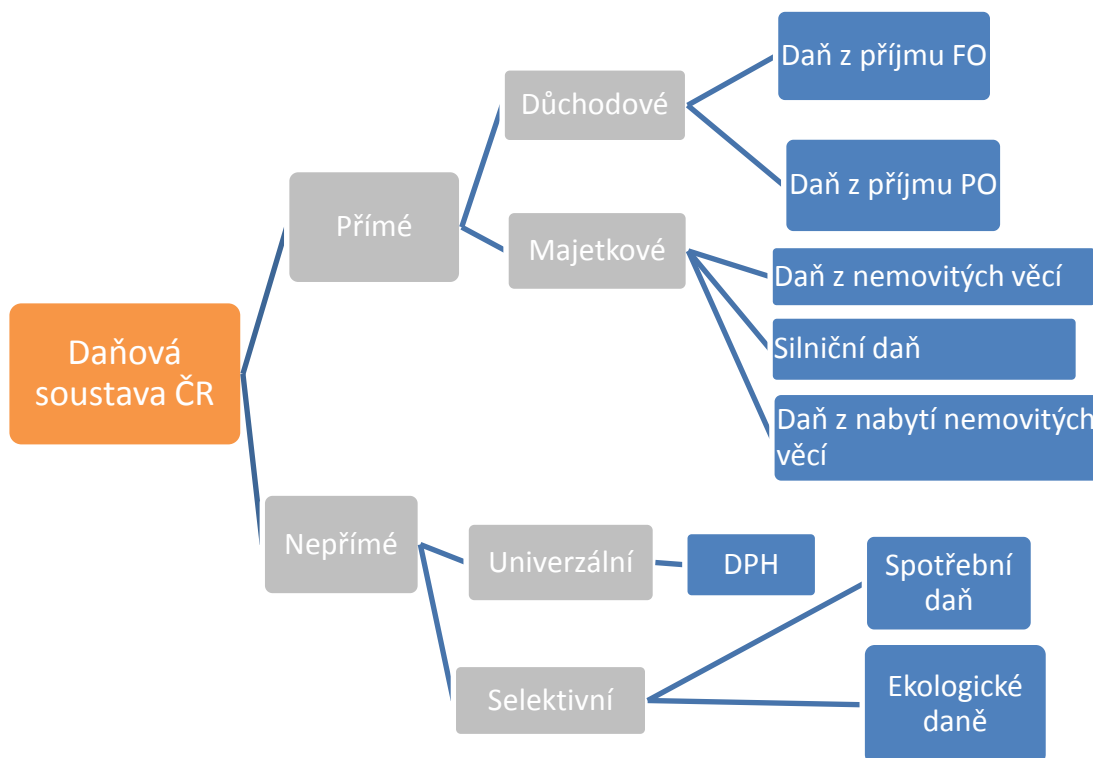 Daňová
soustava ČR
Přímé
Důchodové
Daň z příjmu FO
Daň z příjmu PO
Majetkové
Daň z nemovitých věcí
Silniční daň
Daň z nabytí nemovitých
věcí
Nepřímé
Univerzální
DPH
Selektivní
Spotřební
daň
Ekologické
daně